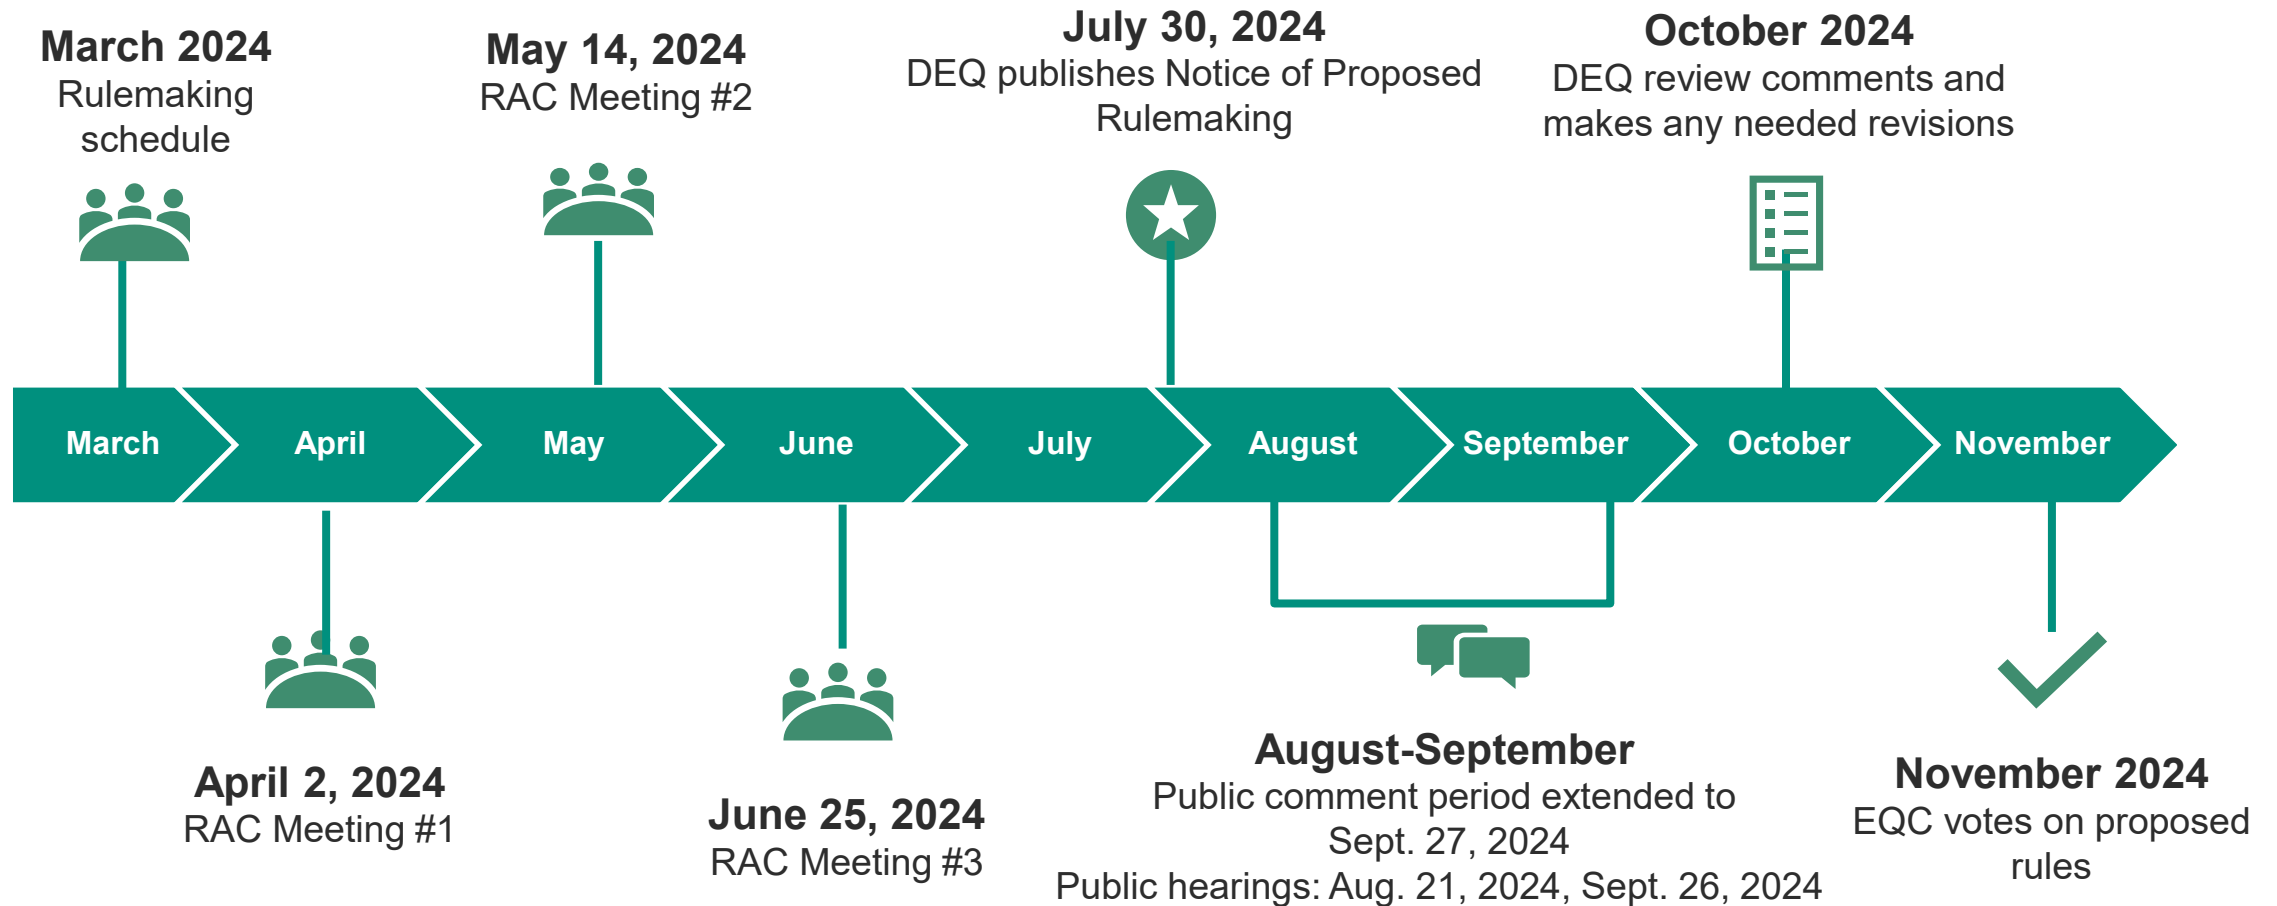 March 2024
Rulemaking
schedule
May 14, 2024
RAC Meeting #2
July 30, 2024
DEQ publishes Notice of Proposed
Rulemaking
October 2024
DEQ review comments and
makes any needed revisions
March
April
May
June
July
August
September
October
November
April 2, 2024
RAC Meeting #1
June 25, 2024
RAC Meeting #3
August-September
Public comment period extended to
Sept. 27, 2024
Public hearings: Aug. 21, 2024, Sept. 26, 2024
November 2024
EQC votes on proposed
rules